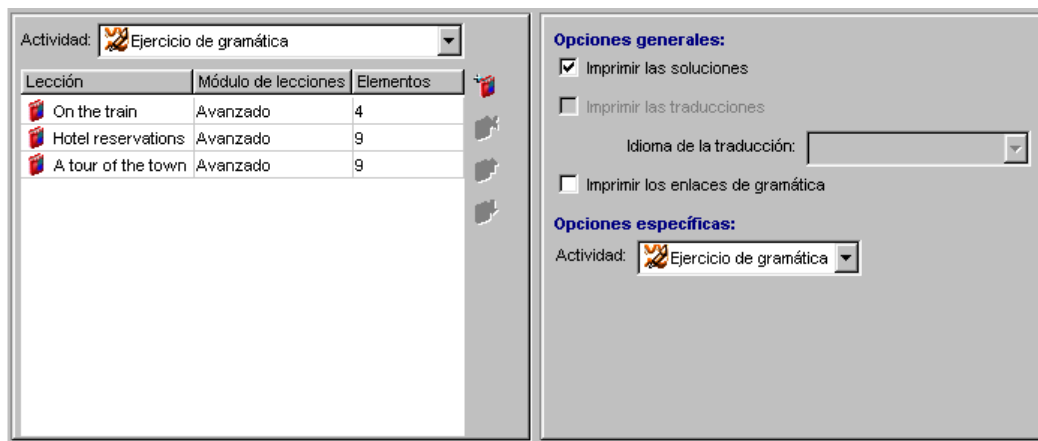 Actividad: Ejercicio de gramática
Lección Módulo de lecciones Elementos
On the train Avanzado 4
Hotel reservations Avanzado 9
A tour of the town Avanzado 9
Opciones generales:
Imprimir las soluciones
Imprimir las traducciones
Idioma de la traducción:
Imprimir los enlaces de gramática
Opciones específicas:
Actividad: Ejercicio de gramática